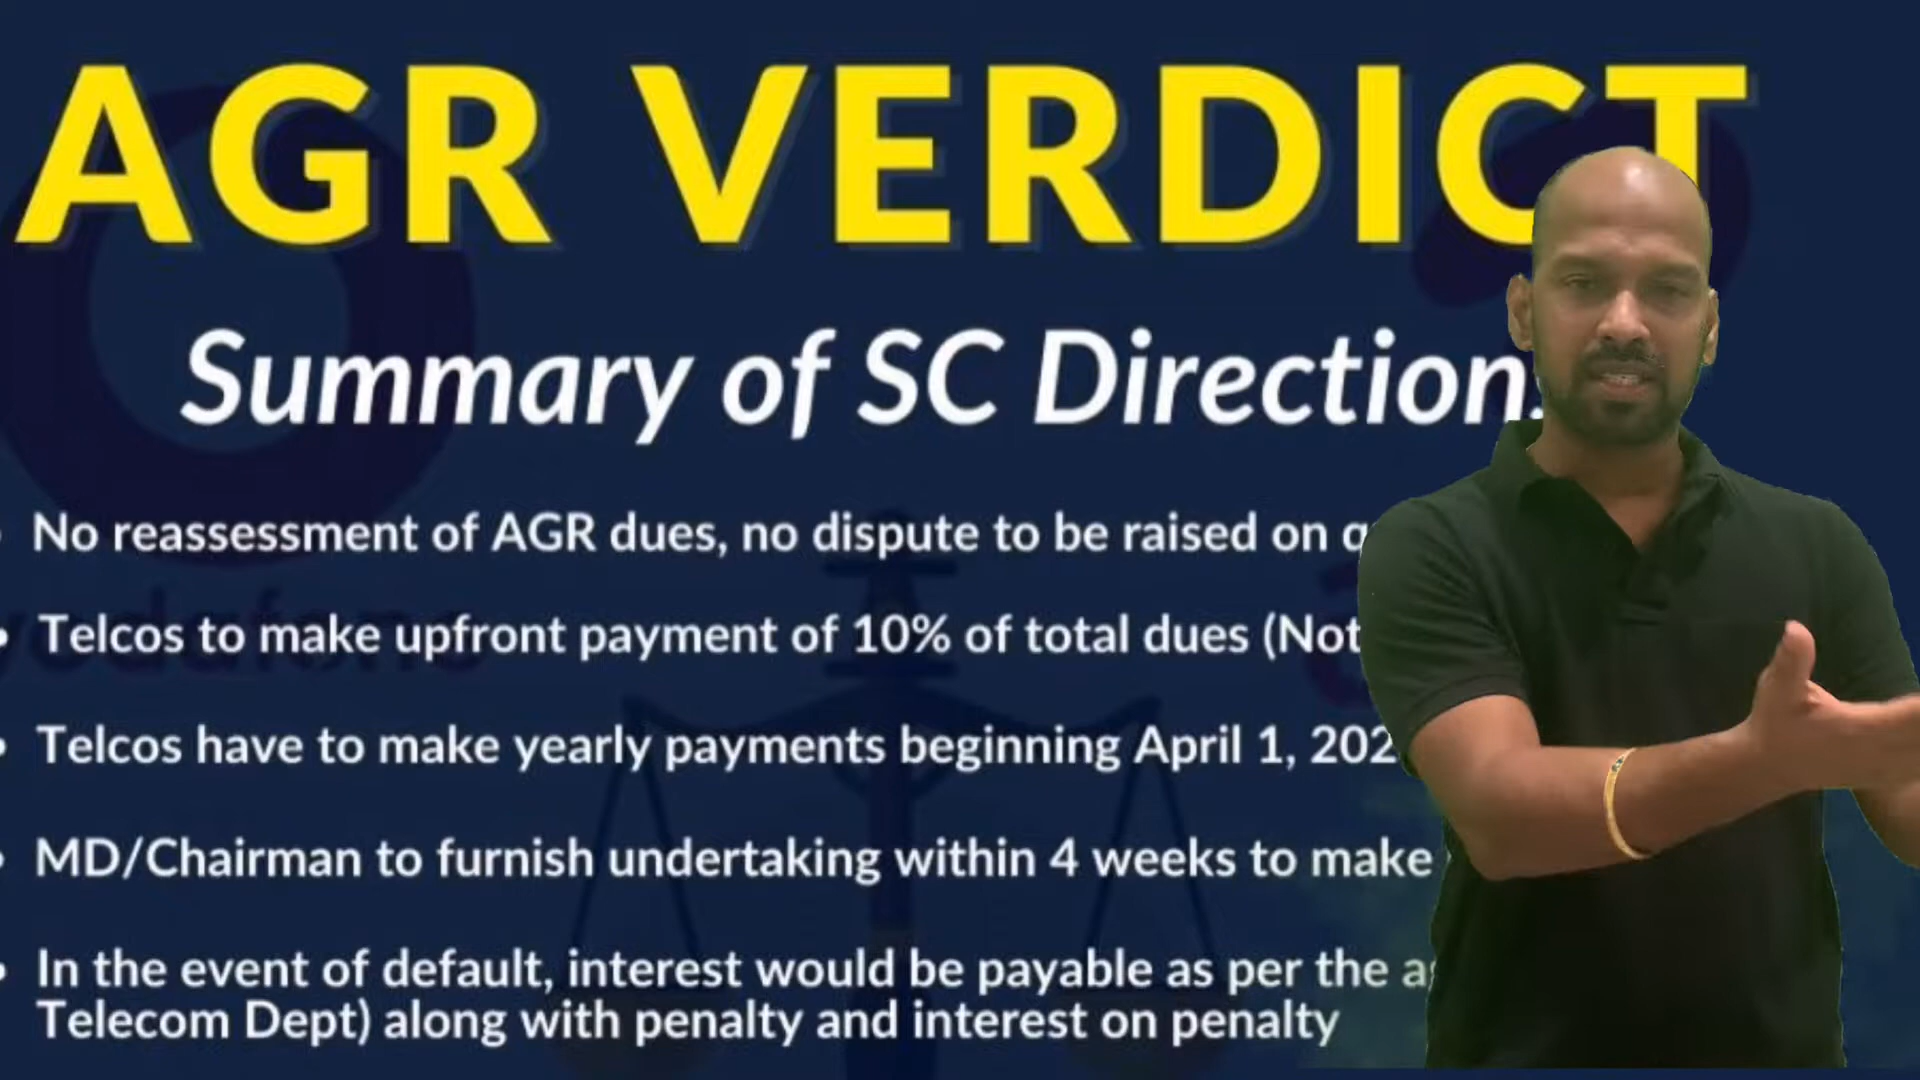 AGR VERDICT
Summary of SC Directions
No reassessment of AGR dues, no dispute to be raised on
• Telcos to make upfront payment of 10% of total dues (Not
• Telcos have to make yearly payments beginning April 1,
• MD/Chairman to furnish undertaking within 4 weeks to make
• In the event of default, interest would be payable as per the
Telecom Dept) along with penalty and interest on penalty
vodafone